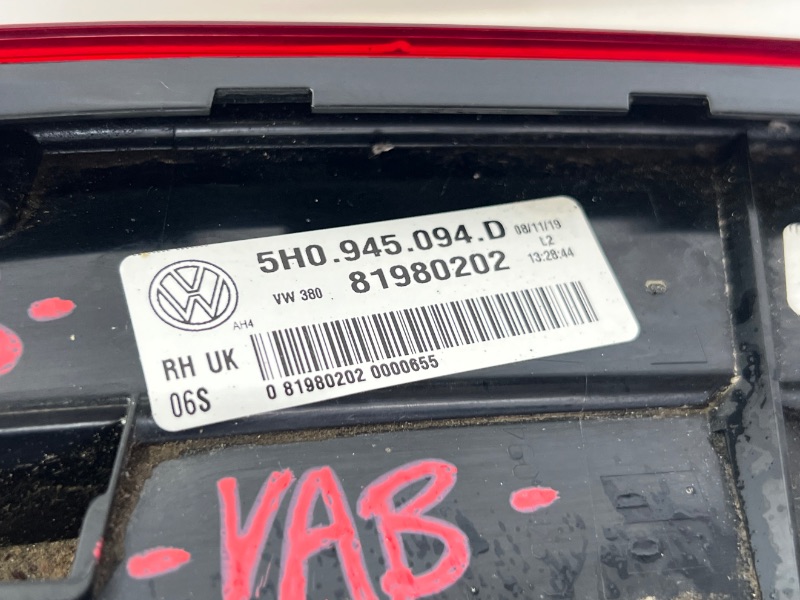 5H0.945.094.D
08/11/19
L2
VW 380
81980202
13:28:44
AH4
RH UK
06S
0 81980202 0000655
- VAB -